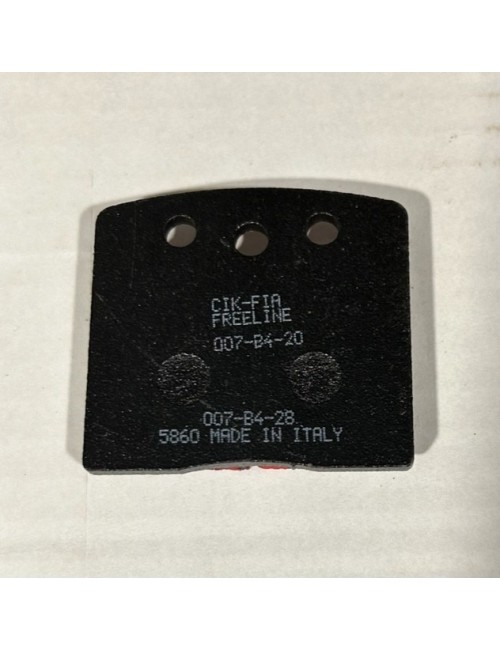 CIK-FIA
FREELINE
007-B4-20
007-B4-28
5860 MADE IN ITALY